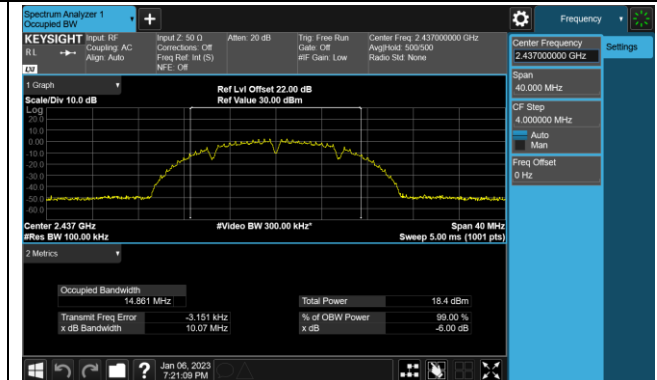 Spectrum Analyzer 1
Occupied BW
Frequency
KEYSIGHT
RL
Input: RF
Coupling: AC
Align: Auto
Input Z: 50 Ω
Corrections: Off
Freq Ref: Int (S)
NFE: Off
Atten: 20 dB
Trig: Free Run
Gate: Off
#IF Gain: Low
Center Freq: 2.437000000 GHz
Avg|Hold: 500/500
Radio Std: None
LXI
Center Frequency
2.437000000 GHz
Settings
Span
40.000 MHz
CF Step
4.000000 MHz
Auto
Man
Freq Offset
0 Hz
1 Graph
Scale/Div 10.0 dB
Ref Lvl Offset 22.00 dB
Ref Value 30.00 dBm
Log
20.0
10.0
0.00
-10.0
-20.0
-30.0
-40.0
-50.0
-60.0
Center 2.437 GHz
#Res BW 100.00 kHz
#Video BW 300.00 kHz*
Span 40 MHz
Sweep 5.00 ms (1001 pts)
2 Metrics
Occupied Bandwidth
14.861 MHz
Total Power 18.4 dBm
Transmit Freq Error -3.151 kHz
% of OBW Power 99.00 %
x dB Bandwidth 10.07 MHz
x dB -6.00 dB
?
Jan 06, 2023
7:21:09 PM